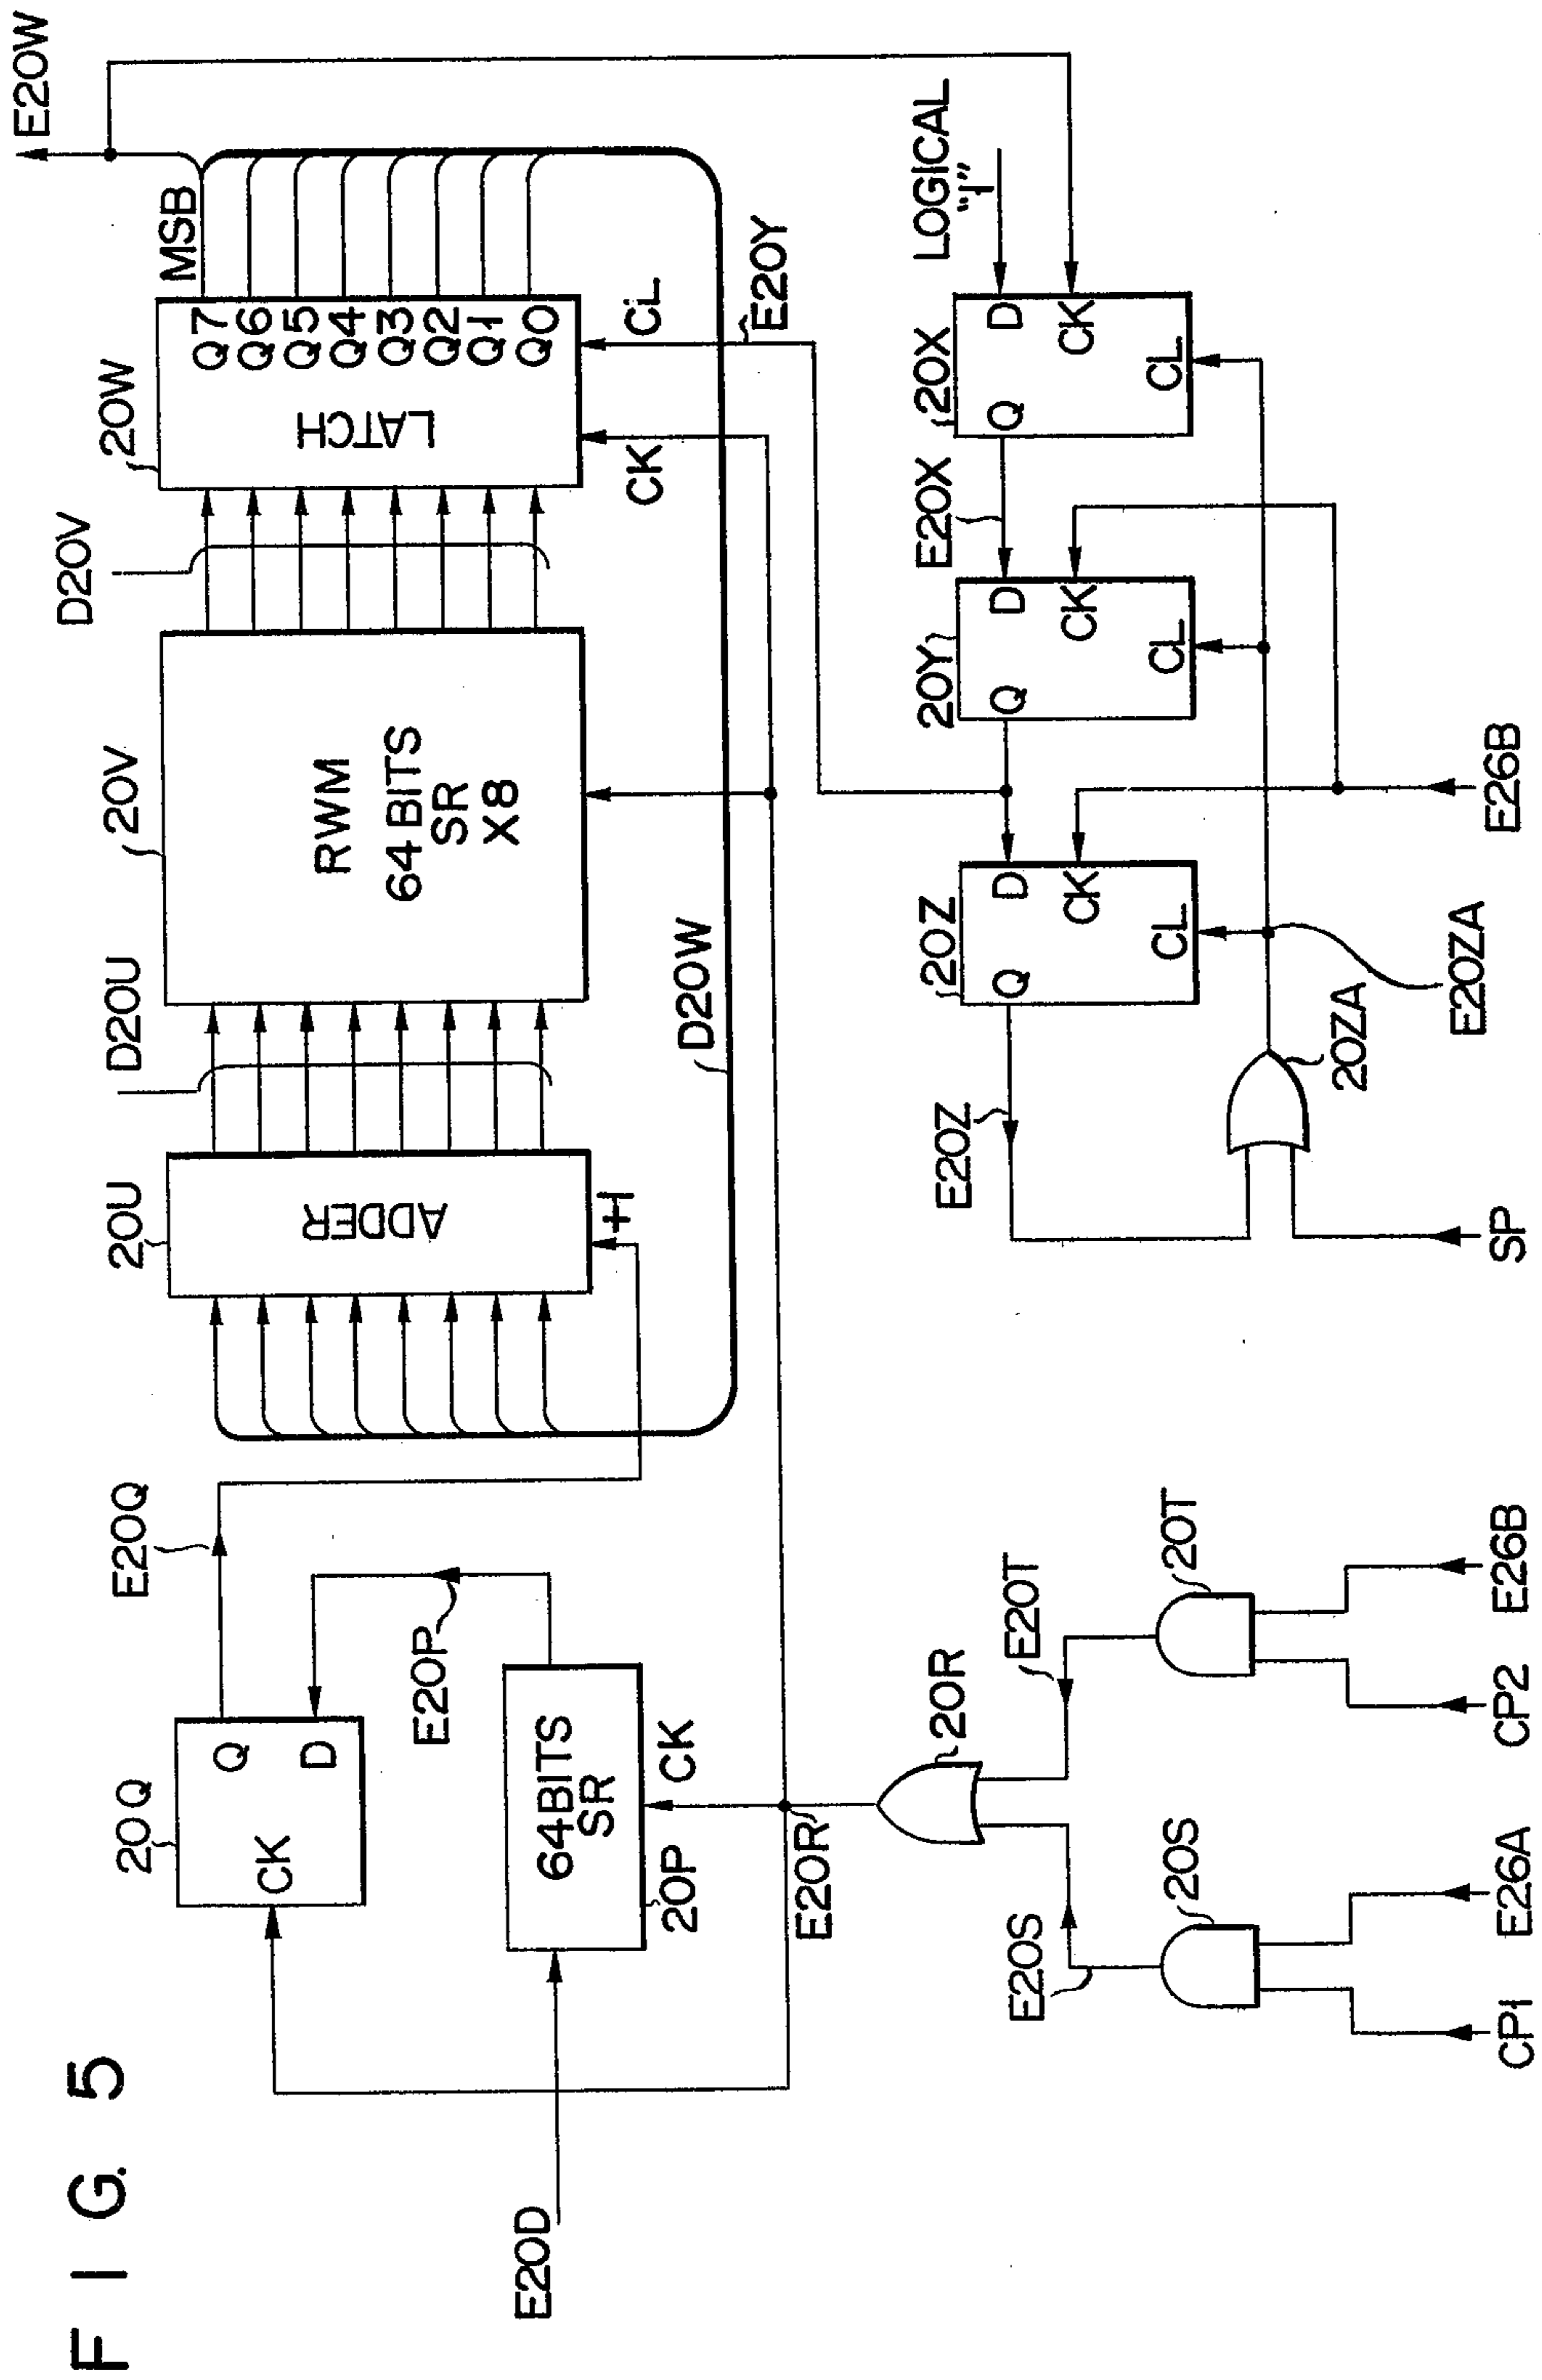 FIG. 5
E20D
20Q
CK
Q
D
E20Q
E20P
64BITS
SR
CK
20P
E20R
20R
E20S
E20T
20S
20T
CP1
E26A
CP2
E26B
20U
ADDER
+1
D20U
20V
RWM
64 BITS
SR
X8
D20V
20W
LATCH
Q7
Q6
Q5
Q4
Q3
Q2
Q1
Q0
MSB
E20W
CK
CL
E20Y
D20W
20Z
Q
D
CK
CL
E20Z
20Y
Q
D
CK
CL
E20X
20X
Q
D
CK
CL
LOGICAL
"1"
20ZA
E20ZA
SP
E26B